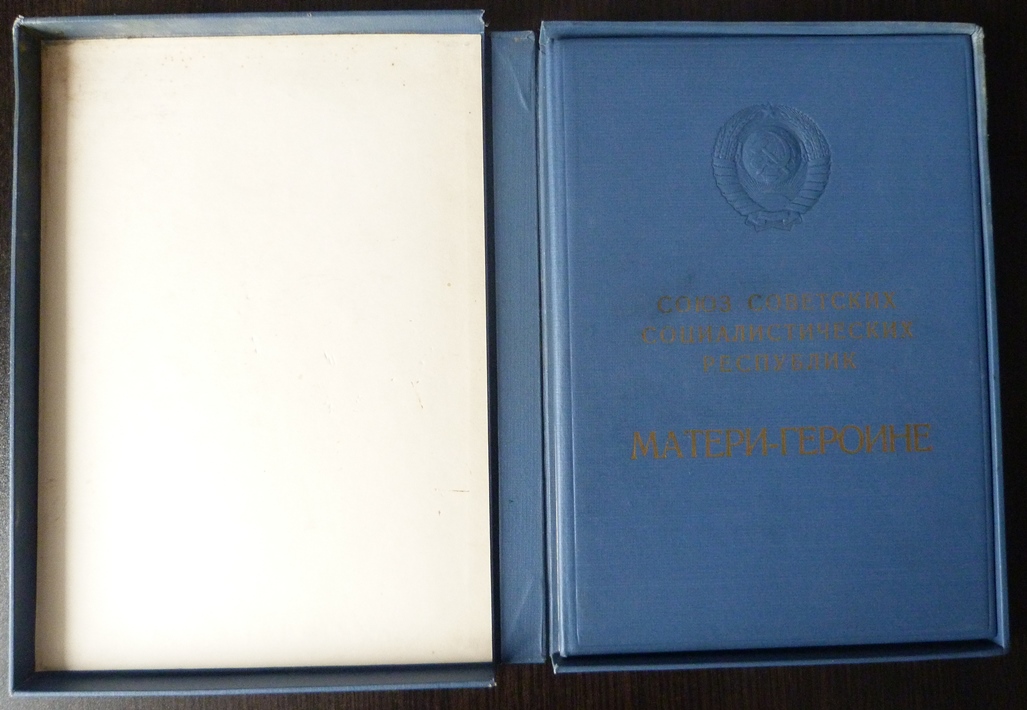 СОЮЗ СОВЕТСКИХ
СОЦИАЛИСТИЧЕСКИХ
РЕСПУБЛИК
МАТЕРИ-ГЕРОИНЕ